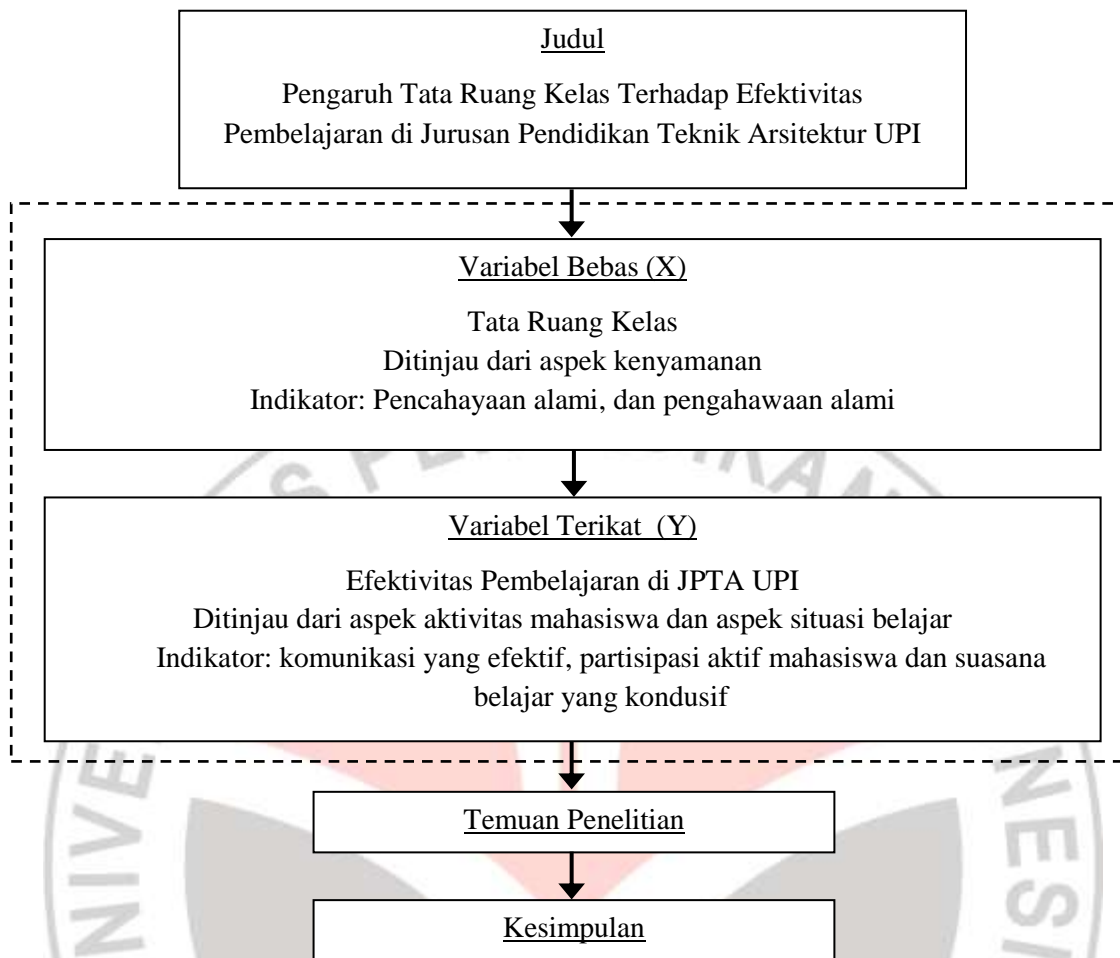 Judul
Pengaruh Tata Ruang Kelas Terhadap Efektivitas
Pembelajaran di Jurusan Pendidikan Teknik Arsitektur UPI
Variabel Bebas (X)
Tata Ruang Kelas
Ditinjau dari aspek kenyamanan
Indikator: Pencahayaan alami, dan pengahawaan alami
Variabel Terikat (Y)
Efektivitas Pembelajaran di JPTA UPI
Ditinjau dari aspek aktivitas mahasiswa dan aspek situasi belajar
Indikator: komunikasi yang efektif, partisipasi aktif mahasiswa dan suasana
belajar yang kondusif
Temuan Penelitian
Kesimpulan